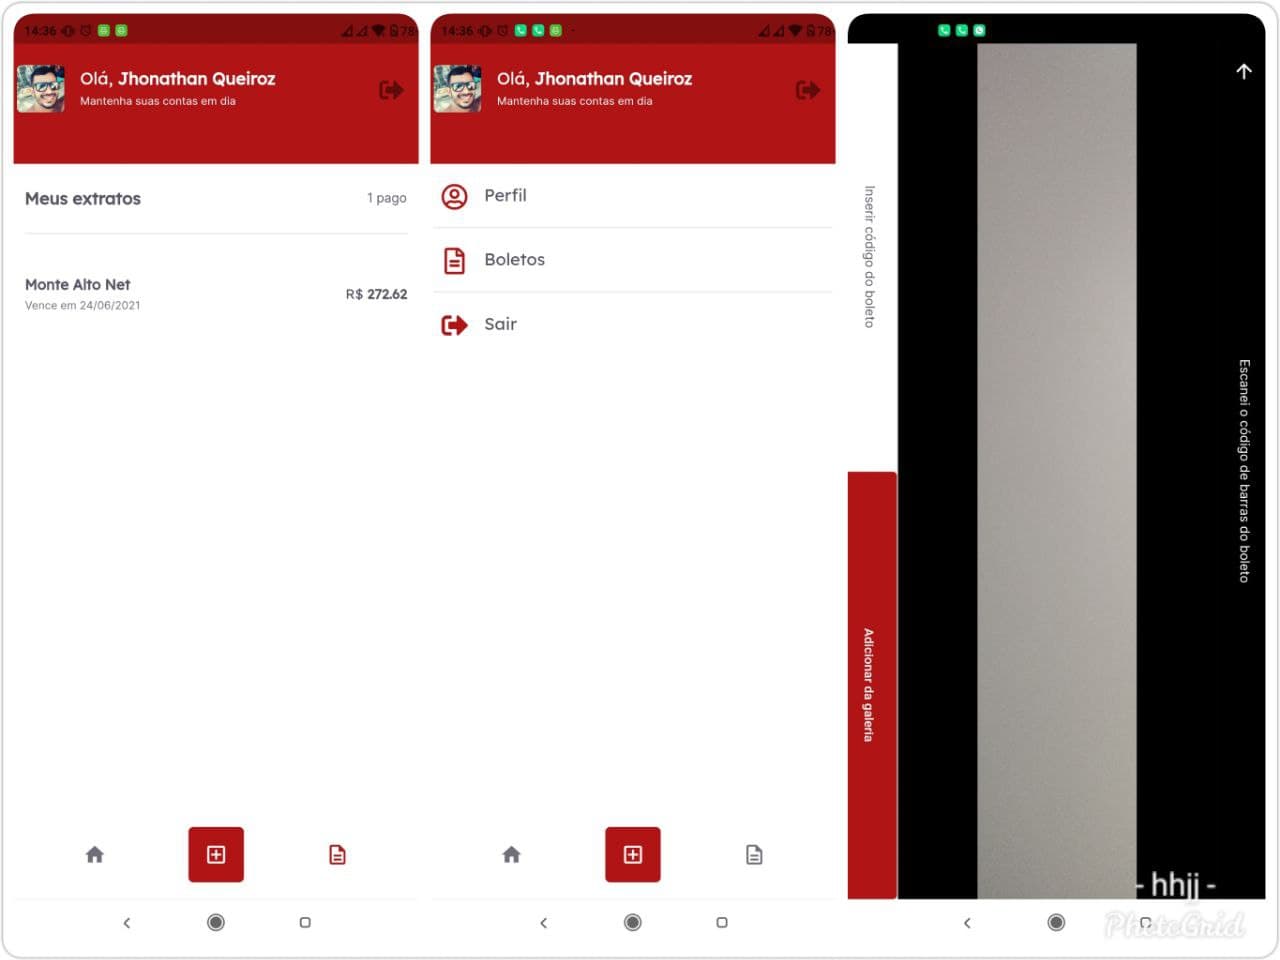 14:36
78
Olá, Jhonathan Queiroz
Mantenha suas contas em dia
Meus extratos
1 pago
Monte Alto Net
Vence em 24/06/2021
R$ 272.62
14:36
78
Olá, Jhonathan Queiroz
Mantenha suas contas em dia
Perfil
Boletos
Sair
Escanei o código de barras do boleto
Inserir código do boleto
Adicionar da galeria
- hhjj -
PhotoGrid